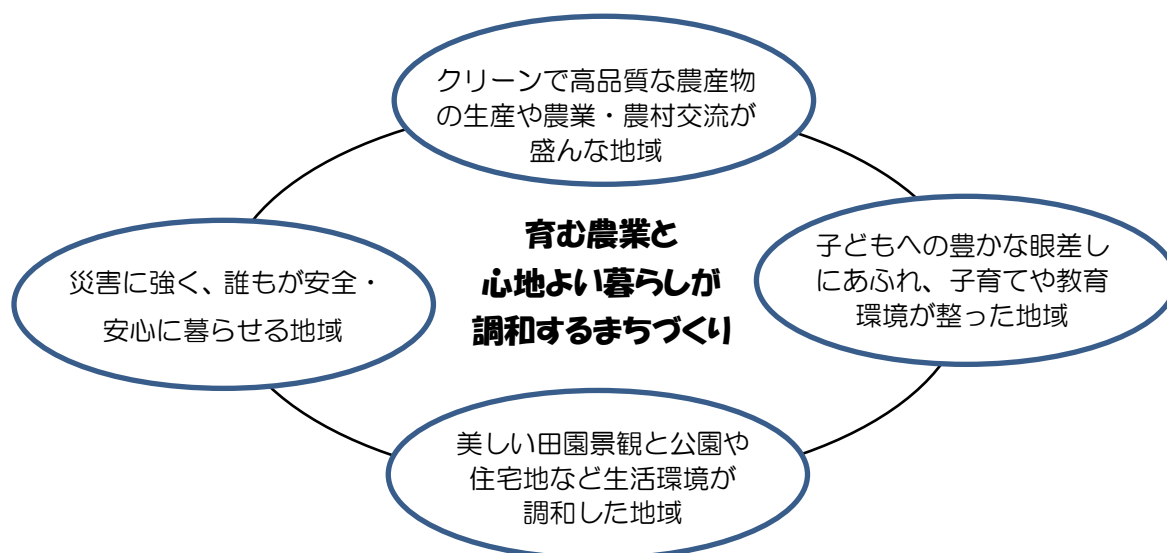 クリーンで高品質な農産物
の生産や農業・農村交流が
盛んな地域
育む農業と
心地よい暮らしが
調和するまちづくり
災害に強く、誰もが安全・
安心に暮らせる地域
子どもへの豊かな眼差し
にあふれ、子育てや教育
環境が整った地域
美しい田園景観と公園や
住宅地など生活環境が
調和した地域